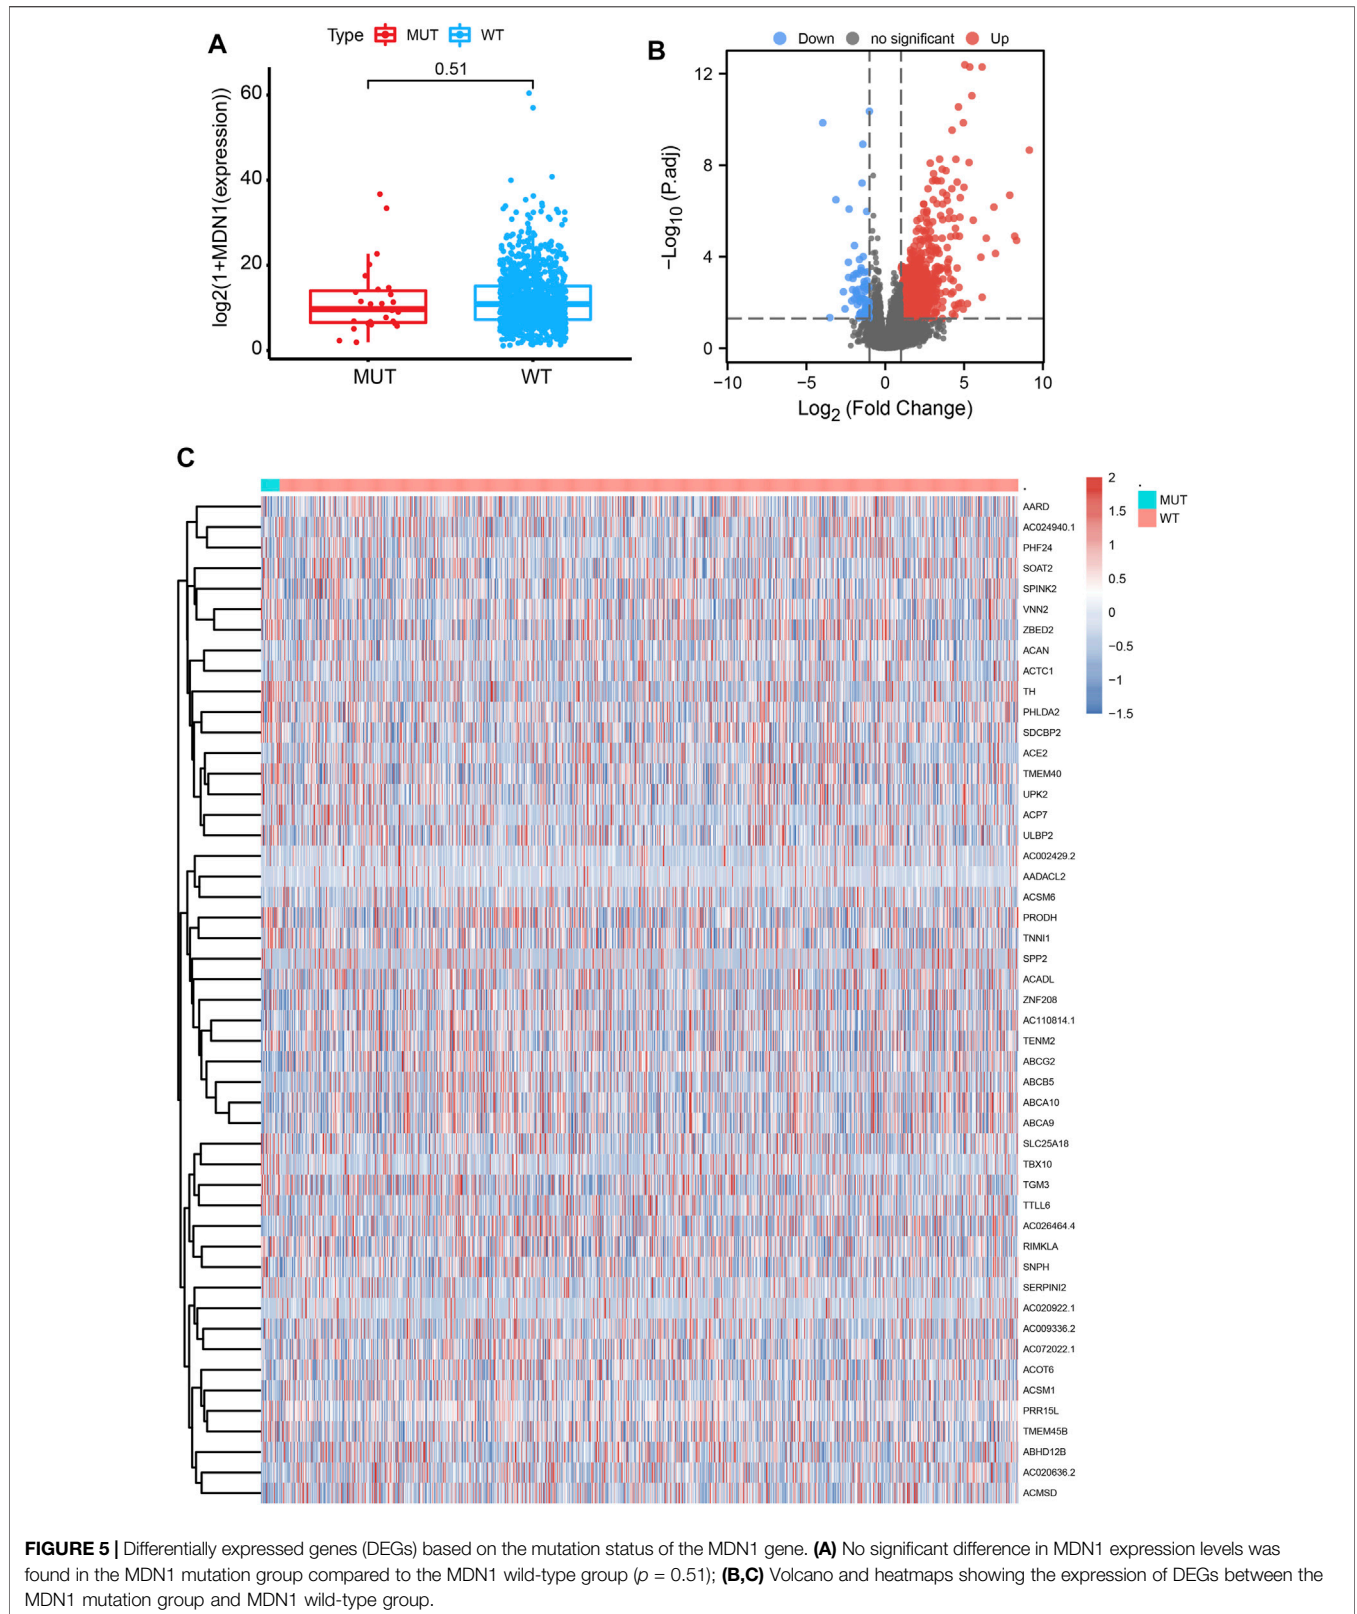 A
Type MUT WT
0.51
60
40
20
0
log2(1+MDN1(expression))
MUT WT
B
Down no significant Up
12
8
4
0
−Log10 (P.adj)
−10 −5 0 5 10
Log2 (Fold Change)
C
.
AARD
AC024940.1
PHF24
SOAT2
SPINK2
VNN2
ZBED2
ACAN
ACTC1
TH
PHLDA2
SDCBP2
ACE2
TMEM40
UPK2
ACP7
ULBP2
AC002429.2
AADACL2
ACSM6
PRODH
TNNI1
SPP2
ACADL
ZNF208
AC110814.1
TENM2
ABCG2
ABCB5
ABCA10
ABCA9
SLC25A18
TBX10
TGM3
TTLL6
AC026464.4
RIMKLA
SNPH
SERPINI2
AC020922.1
AC009336.2
AC072022.1
ACOT6
ACSM1
PRR15L
TMEM45B
ABHD12B
AC020636.2
ACMSD
2
1.5
1
0.5
0
−0.5
−1
−1.5
.
MUT
WT
FIGURE 5 | Differentially expressed genes (DEGs) based on the mutation status of the MDN1 gene. (A) No significant difference in MDN1 expression levels was
found in the MDN1 mutation group compared to the MDN1 wild-type group (p = 0.51); (B,C) Volcano and heatmaps showing the expression of DEGs between the
MDN1 mutation group and MDN1 wild-type group.